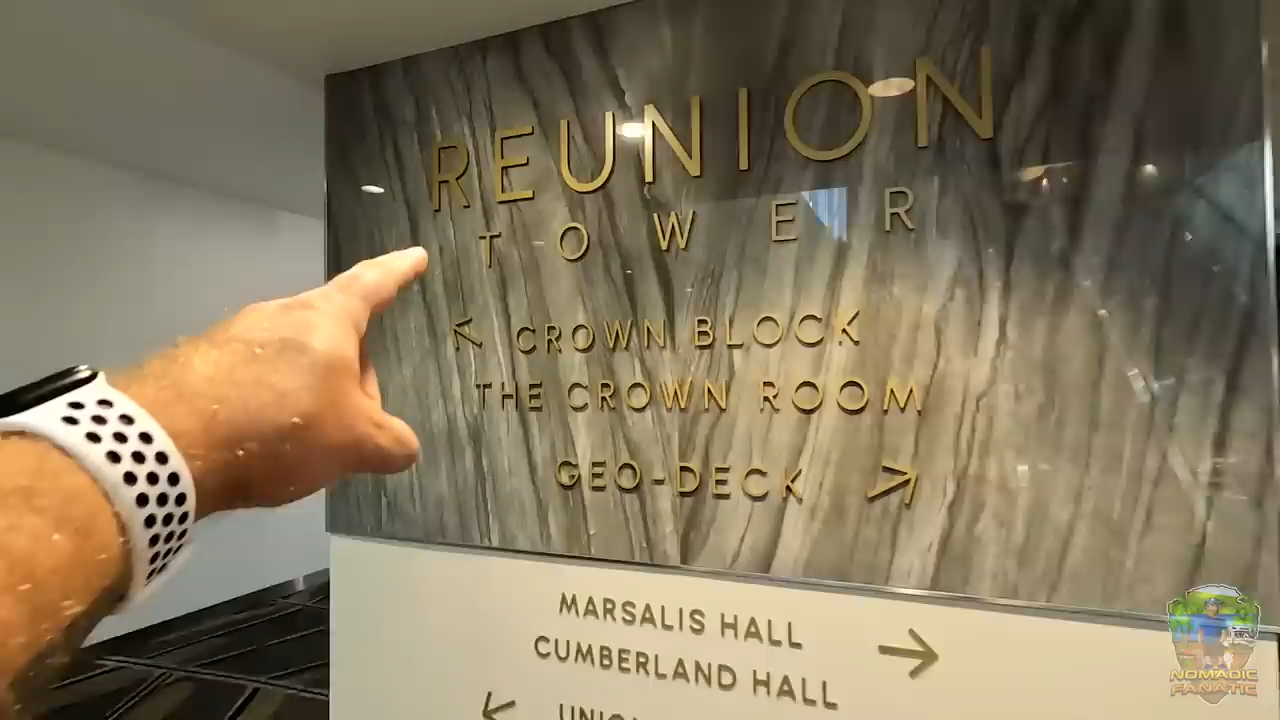 REUNION
TOWER
← CROWN BLOCK
THE CROWN ROOM
GEO-DECK →
MARSALIS HALL →
CUMBERLAND HALL
←
NOMADIC
FANATIC